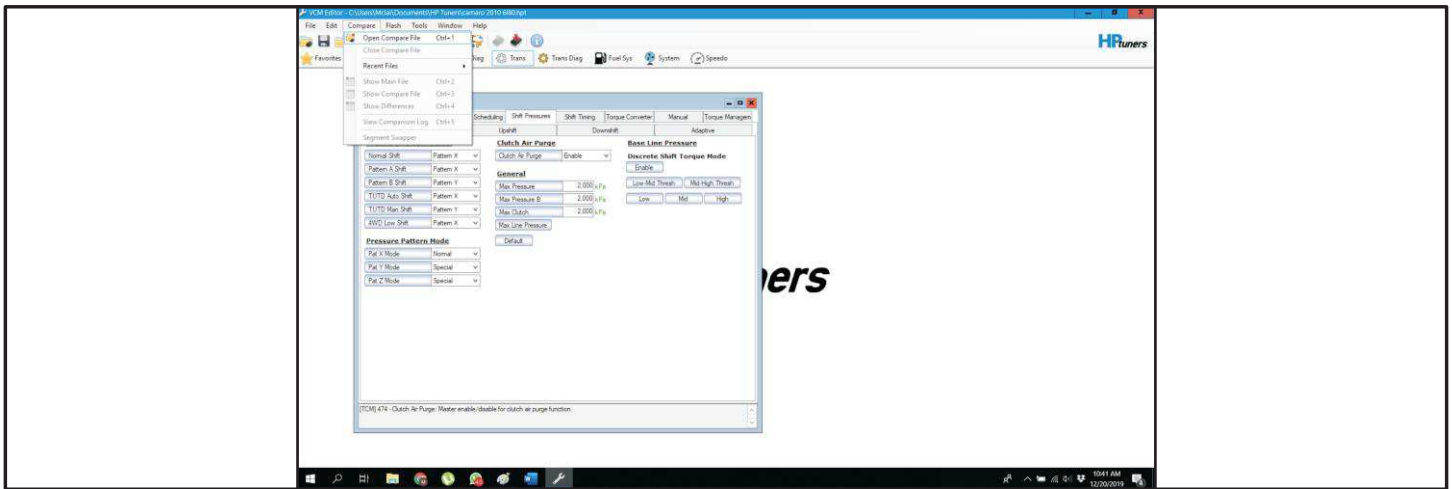 VCM Editor - C:\Users\Mclai\Documents\HP Tuners\camaro 2010 6l80.hpt
File Edit Compare Flash Tools Window Help
HPtuners
Open Compare File Ctrl+1
Close Compare File
Recent Files
Show Main File Ctrl+2
Show Compare File Ctrl+3
Show Differences Ctrl+4
View Comparison Log Ctrl+5
Segment Swapper
Favorites Trans Trans Diag Fuel Sys System Speedo
Scheduling Shift Pressures Shift Timing Torque Converter Manual Torque Managem
Upshift Downshift Adaptive
Normal Shift Pattern X
Pattern A Shift Pattern X
Pattern B Shift Pattern Y
TUTD Auto Shift Pattern X
TUTD Man Shift Pattern Y
4WD Low Shift Pattern X
Pressure Pattern Mode
Pat X Mode Normal
Pat Y Mode Special
Pat Z Mode Special
Clutch Air Purge
Clutch Air Purge Enable
General
Max Pressure 2,000 kPa
Max Pressure B 2,000 kPa
Max Clutch 2,000 kPa
Max Line Pressure
Default
Base Line Pressure
Discrete Shift Torque Mode
Enable
Low-Mid Thresh Mid-High Thresh
Low Mid High
ers
[TCM] 474 - Clutch Air Purge: Master enable/disable for clutch air purge function.
10:41 AM
12/20/2019